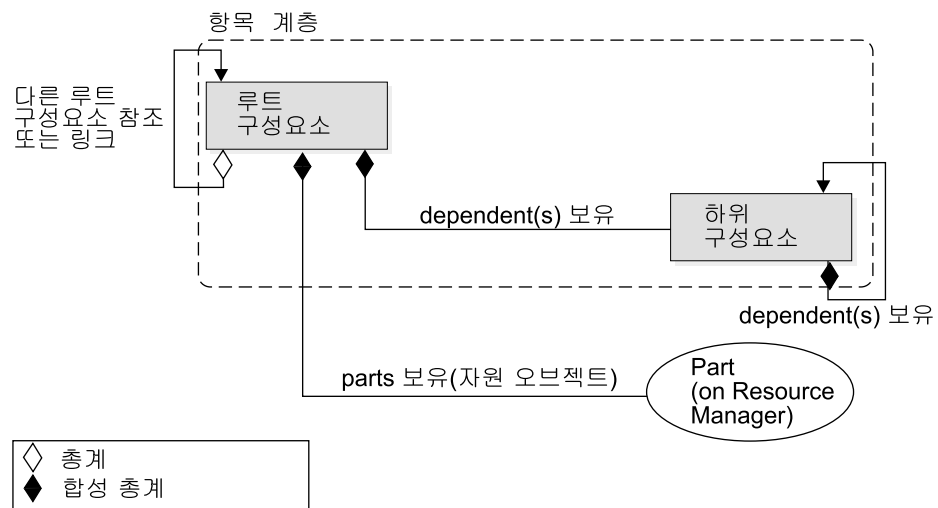 항목 계층
다른 루트
구성요소 참조
또는 링크
루트
구성요소
dependent(s) 보유
하위
구성요소
dependent(s) 보유
parts 보유(자원 오브젝트)
Part
(on Resource
Manager)
총계
합성 총계